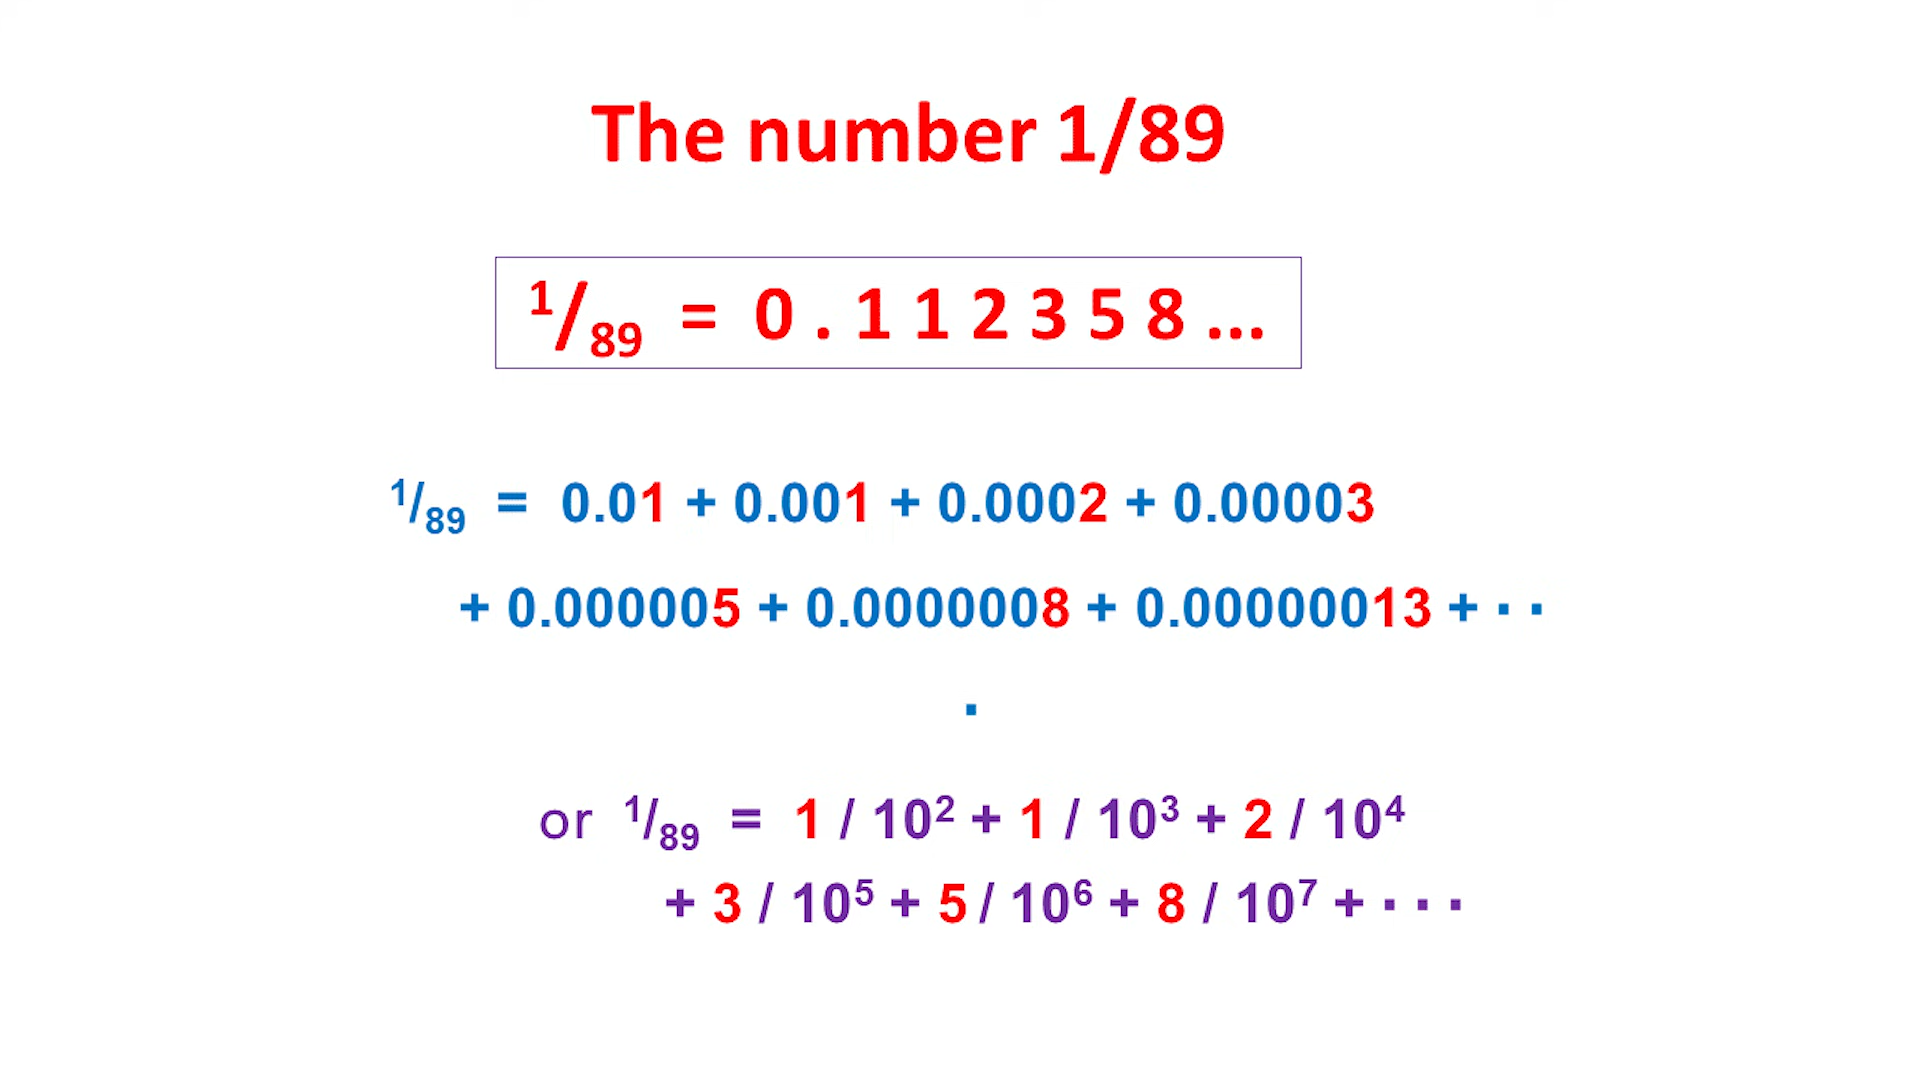 The number 1/89
1/89 = 0 . 1 1 2 3 5 8 ...
1/89 = 0.01 + 0.001 + 0.0002 + 0.00003
+ 0.000005 + 0.0000008 + 0.00000013 + · ·
·
or 1/89 = 1 / 10² + 1 / 10³ + 2 / 10⁴
+ 3 / 10⁵ + 5 / 10⁶ + 8 / 10⁷ + · · ·